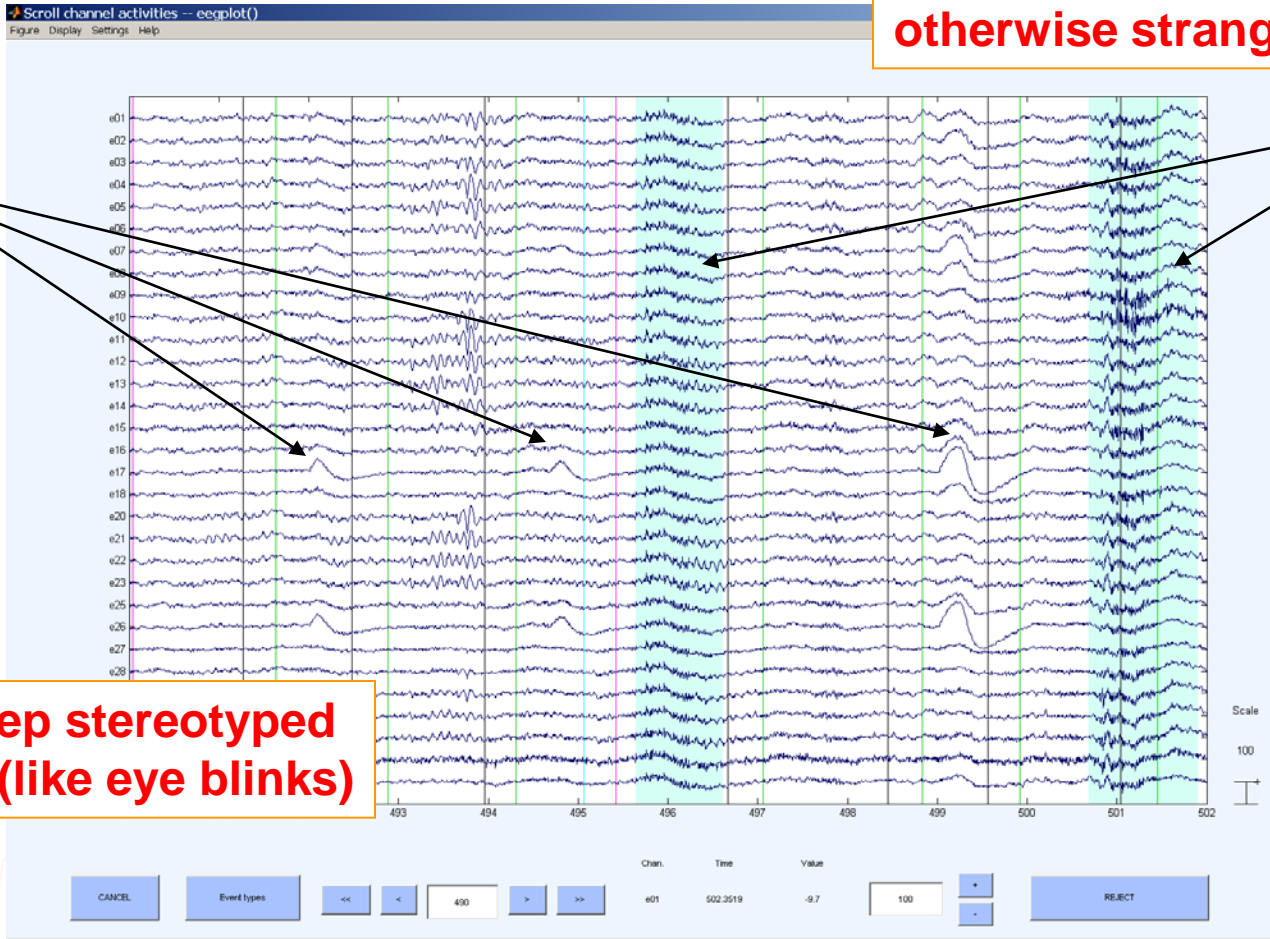 Scroll channel activities -- eegplot()
Figure Display Settings Help
otherwise strang
e01
e02
e03
e04
e05
e06
e07
e08
e09
e10
e11
e12
e13
e14
e15
e16
e17
e18
e20
e21
e22
e23
e25
e26
e27
e28
ep stereotyped
(like eye blinks)
Scale
100
+
493 494 495 496 497 498 499 500 501 502
Chan. Time Value
CANCEL Event types << < 490 > >> e01 502.3519 -9.7 100 + - REJECT